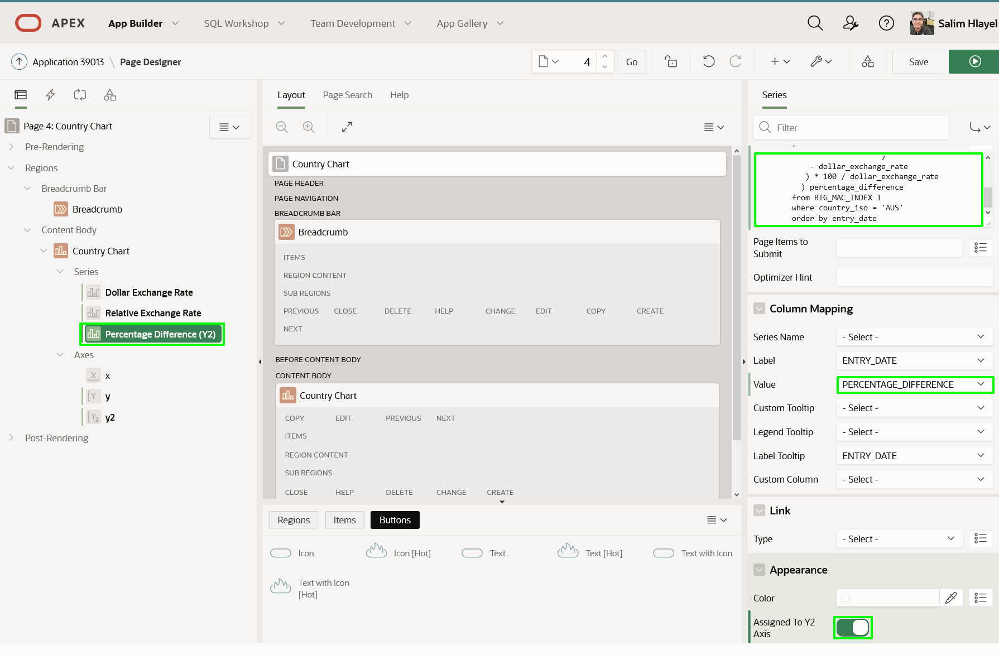 APEX
App Builder
SQL Workshop
Team Development
App Gallery
Salim Hlayel
Application 39013 \ Page Designer
4
Go
Save
Page 4: Country Chart
Pre-Rendering
Regions
Breadcrumb Bar
Breadcrumb
Content Body
Country Chart
Series
Dollar Exchange Rate
Relative Exchange Rate
Percentage Difference (Y2)
Axes
x
y
y2
Post-Rendering
Layout
Page Search
Help
Country Chart
PAGE HEADER
PAGE NAVIGATION
BREADCRUMB BAR
Breadcrumb
ITEMS
REGION CONTENT
SUB REGIONS
PREVIOUS CLOSE DELETE HELP CHANGE EDIT COPY CREATE
NEXT
BEFORE CONTENT BODY
CONTENT BODY
Country Chart
COPY EDIT PREVIOUS NEXT
ITEMS
REGION CONTENT
SUB REGIONS
CLOSE HELP DELETE CHANGE CREATE
Regions
Items
Buttons
Icon
Icon [Hot]
Text
Text [Hot]
Text with Icon
Text with Icon
[Hot]
Series
Filter
)
- dollar_exchange_rate
) * 100 / dollar_exchange_rate
) percentage_difference
from BIG_MAC_INDEX l
where country_iso = 'AUS'
order by entry_date
Page Items to
Submit
Optimizer Hint
Column Mapping
Series Name - Select -
Label ENTRY_DATE
Value PERCENTAGE_DIFFERENCE
Custom Tooltip - Select -
Legend Tooltip - Select -
Label Tooltip ENTRY_DATE
Custom Column - Select -
Link
Type - Select -
Appearance
Color
Assigned To Y2
Axis